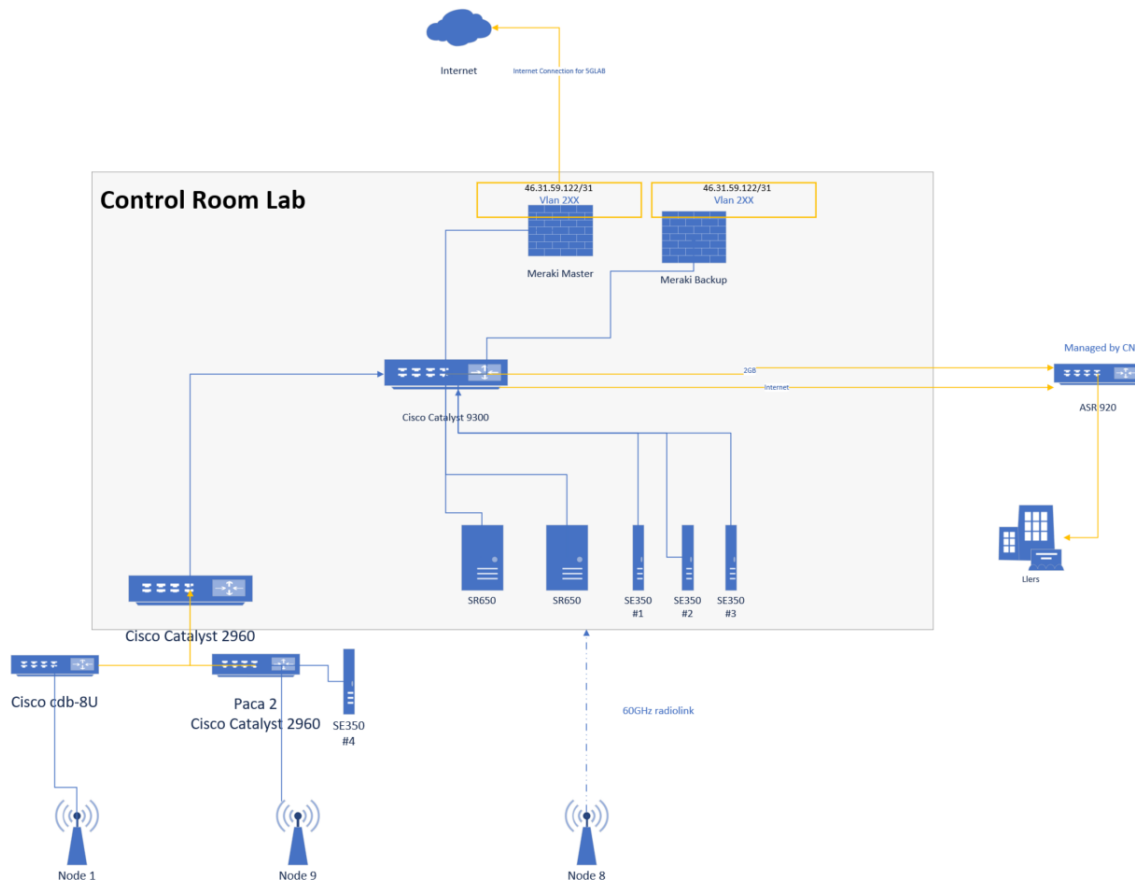 Internet
Internet Connection for 5GLAB
Control Room Lab
46.31.59.122/31
Vlan 2XX
46.31.59.122/31
Vlan 2XX
Meraki Master
Meraki Backup
Managed by CN
2GB
Internet
ASR 920
Cisco Catalyst 9300
SR650
SR650
SE350
#1
SE350
#2
SE350
#3
Llers
Cisco Catalyst 2960
Cisco cdb-8U
Paca 2
Cisco Catalyst 2960
SE350
#4
60GHz radiolink
Node 1
Node 9
Node 8